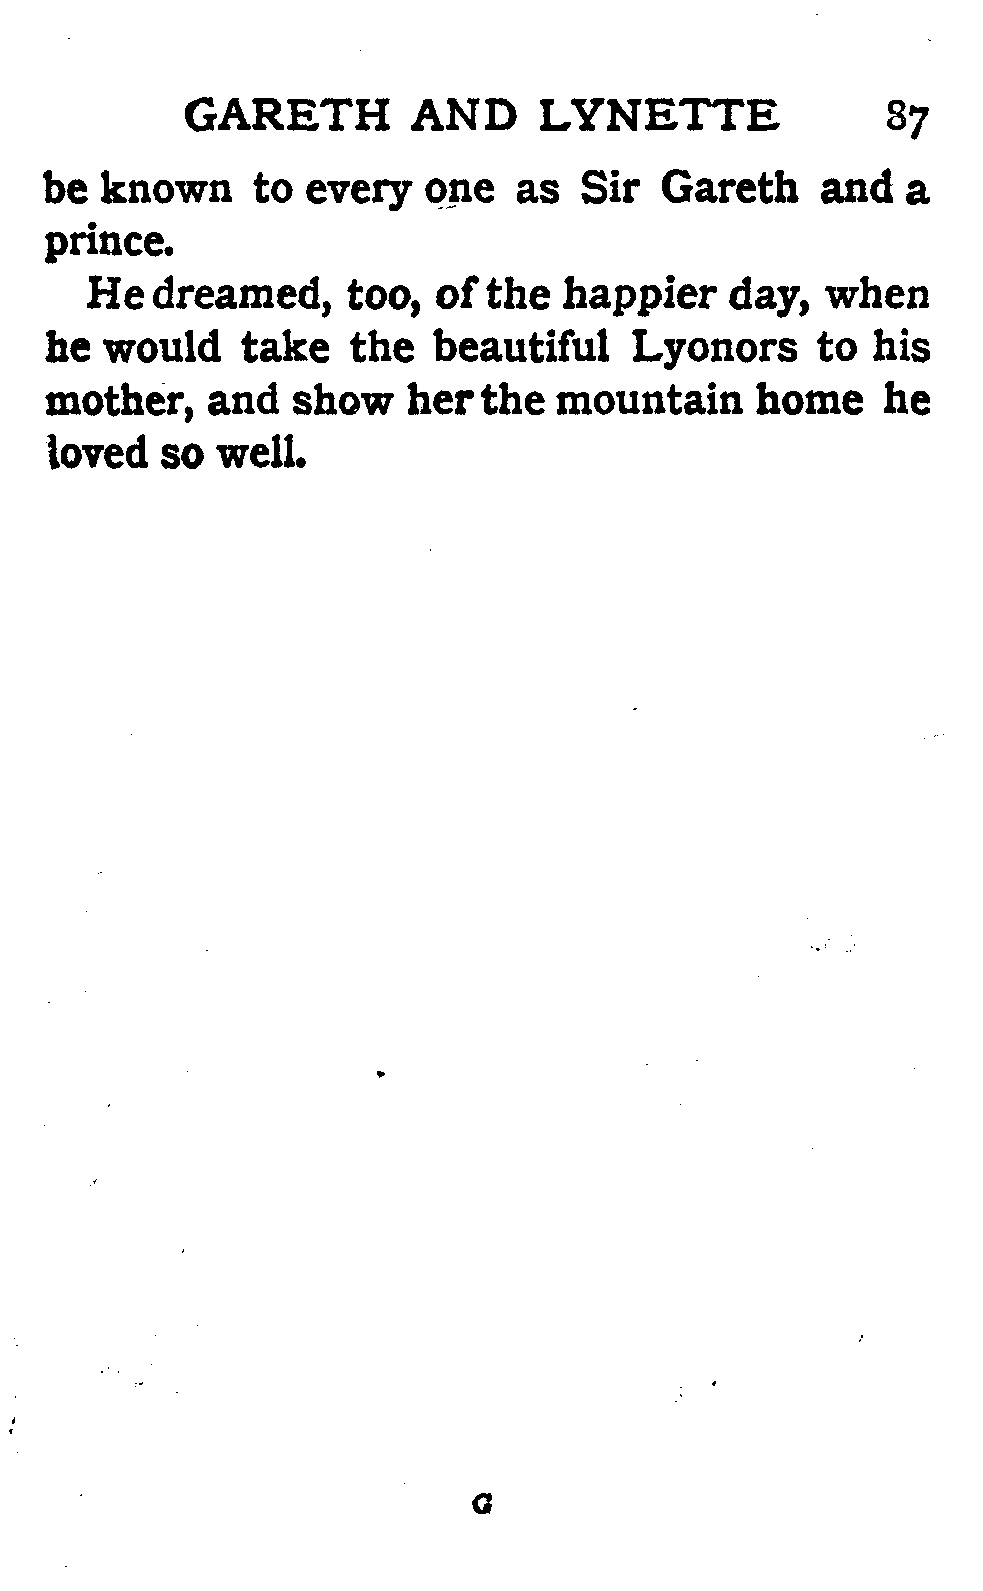 GARETH AND LYNETTE 87
be known to every one as Sir Gareth and a
prince.
He dreamed, too, of the happier day, when
he would take the beautiful Lyonors to his
mother, and show her the mountain home he
loved so well.
G